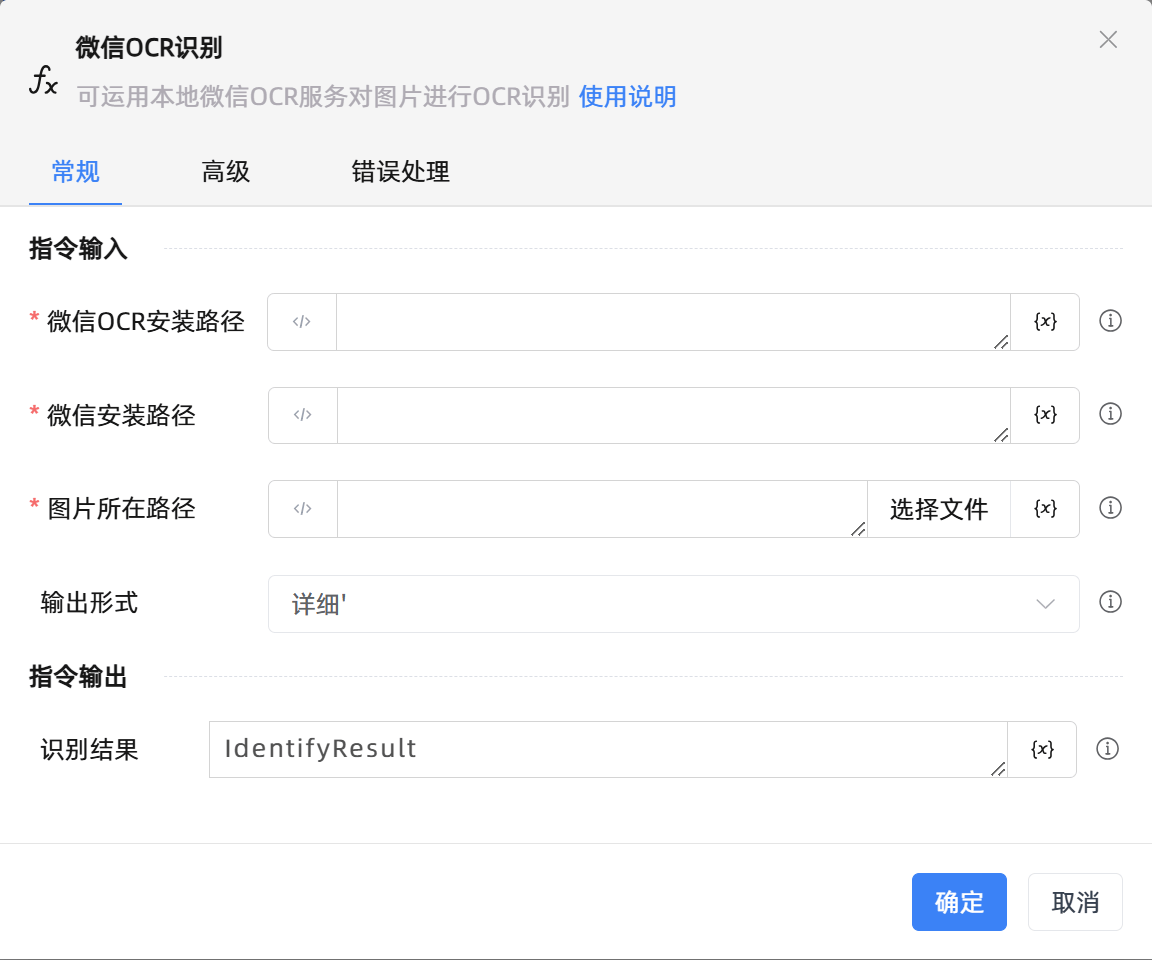 微信OCR识别
可运用本地微信OCR服务对图片进行OCR识别 使用说明
常规 高级 错误处理
指令输入
* 微信OCR安装路径 </> {x}
* 微信安装路径 </> {x}
* 图片所在路径 </> 选择文件 {x}
输出形式 详细'
指令输出
识别结果 IdentifyResult {x}
确定 取消